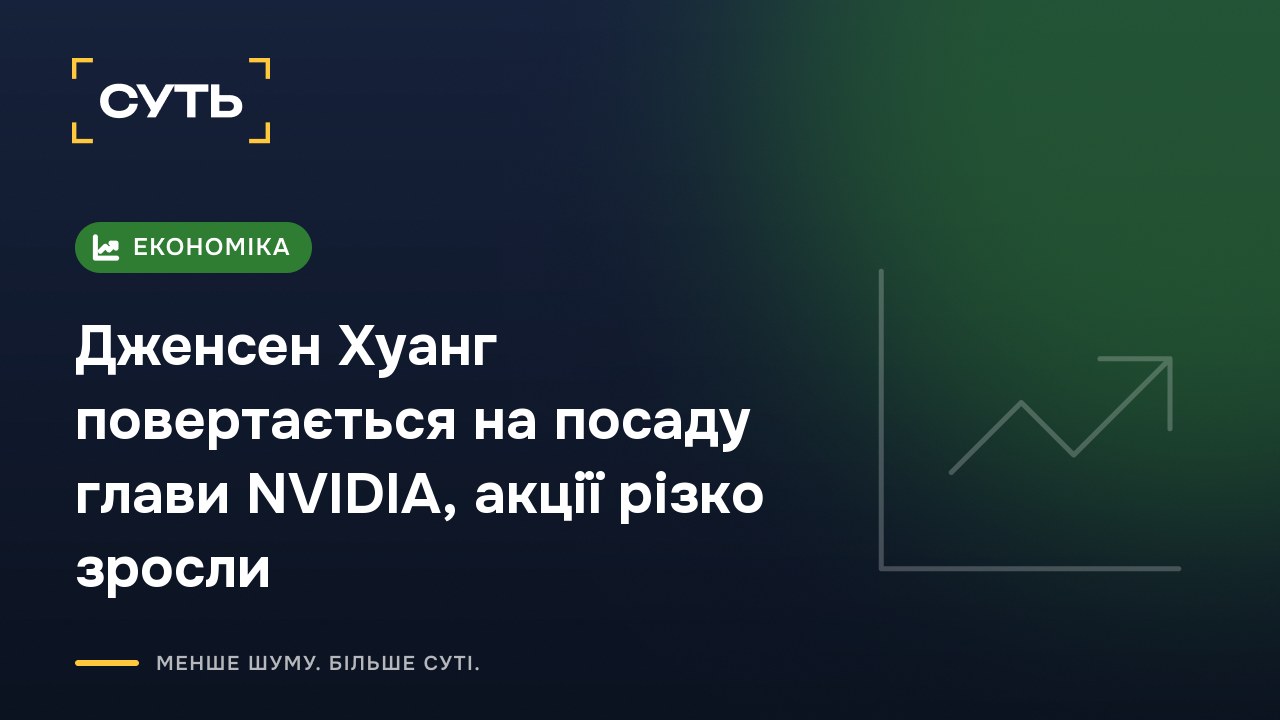 СУТЬ
ЕКОНОМІКА
Дженсен Хуанг
повертається на посаду
глави NVIDIA, акції різко
зросли
МЕНШЕ ШУМУ. БІЛЬШЕ СУТІ.